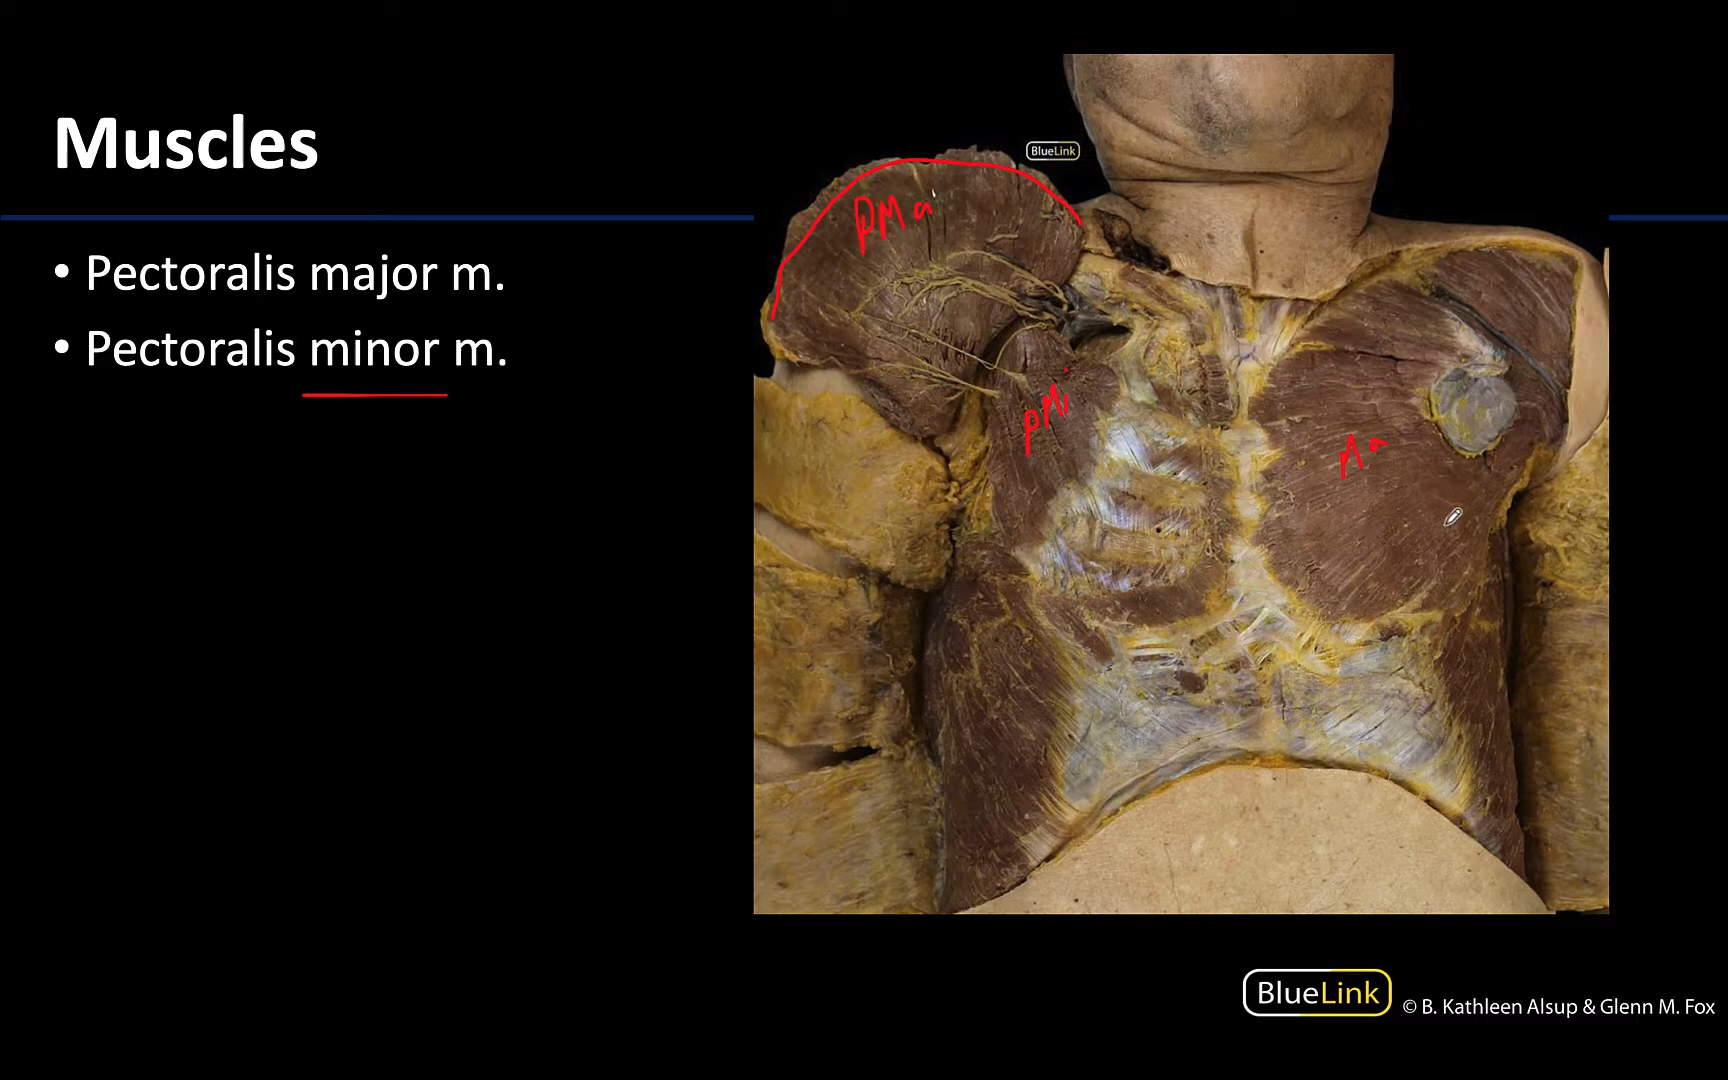 Muscles
• Pectoralis major m.
• Pectoralis minor m.
BlueLink
PMa
PMi
Ma
BlueLink
© B. Kathleen Alsup & Glenn M. Fox